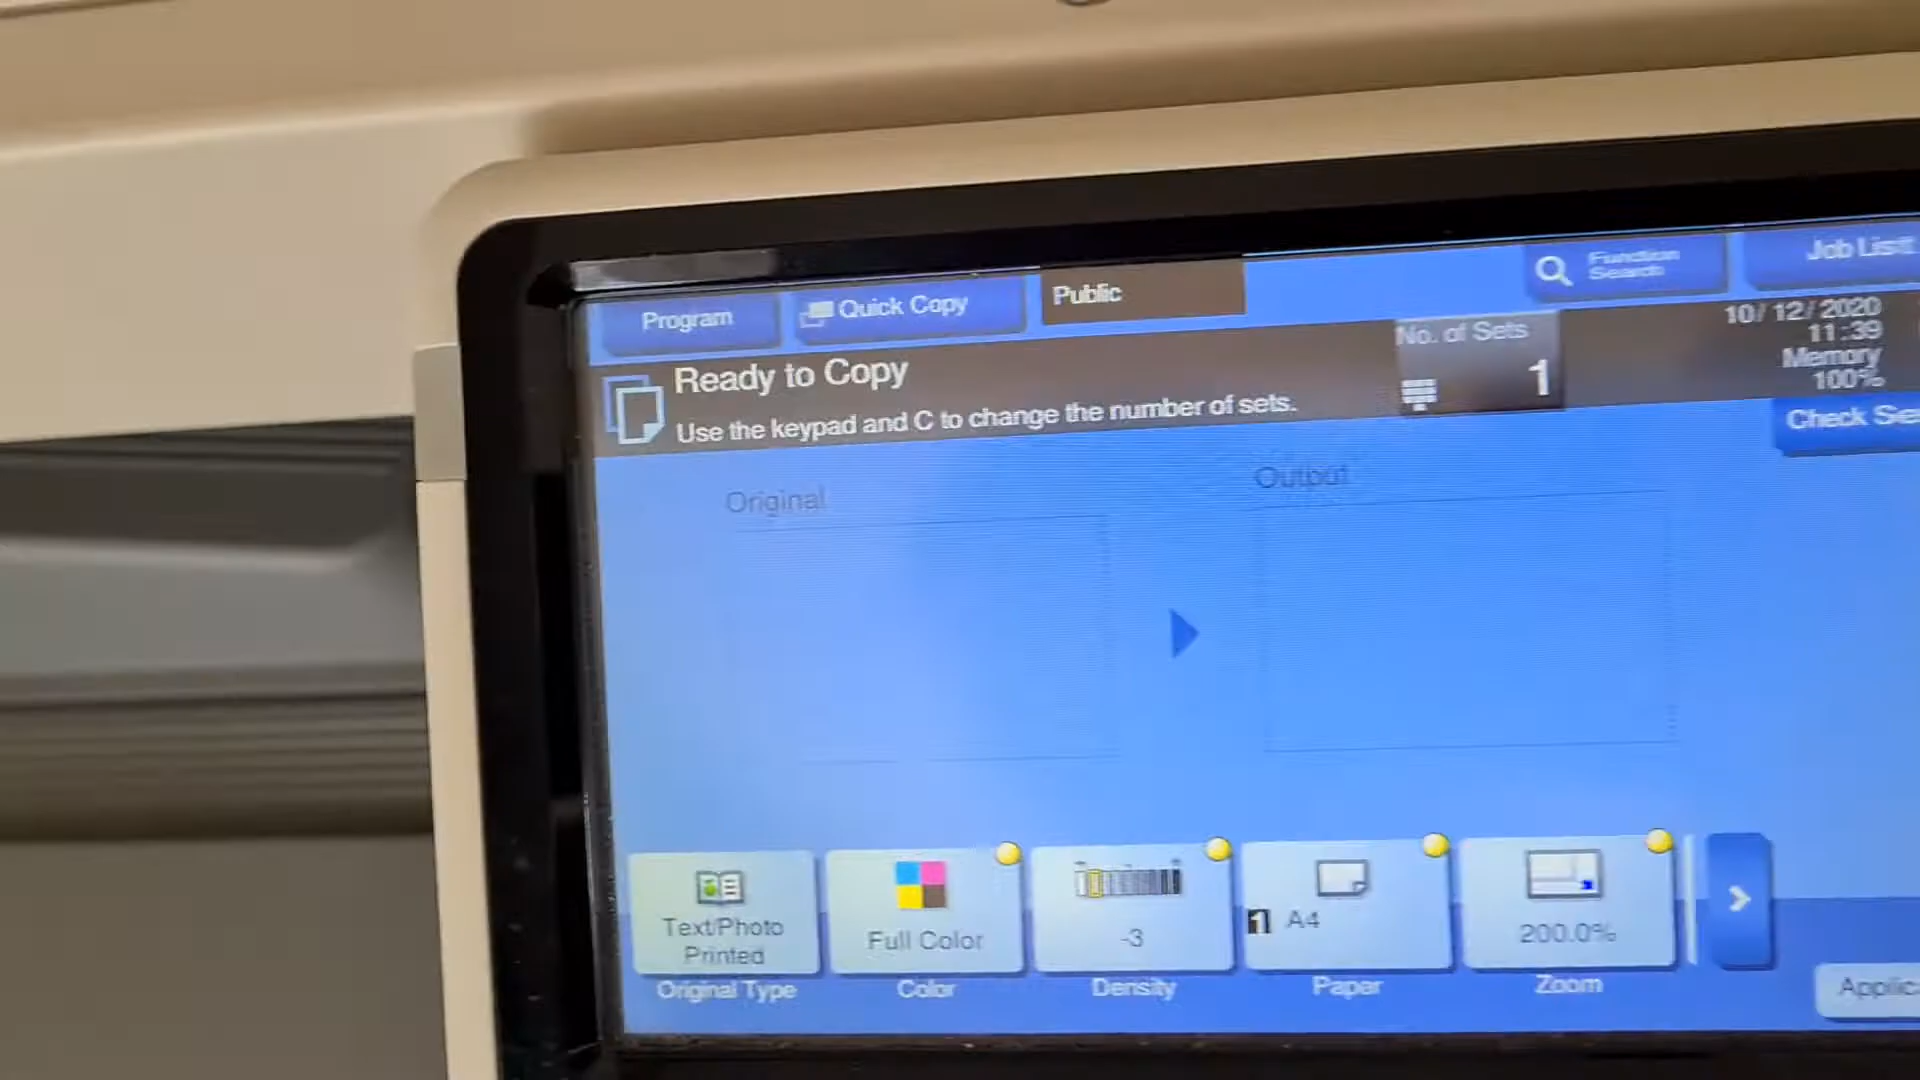 Program
Quick Copy
Public
Function
Search
Job List
Ready to Copy
Use the keypad and C to change the number of sets.
No. of Sets
1
10/12/2020
11:39
Memory
100%
Check
Original
Output
Text/Photo
Printed
Original Type
Full Color
Color
-3
Density
1 A4
Paper
200.0%
Zoom